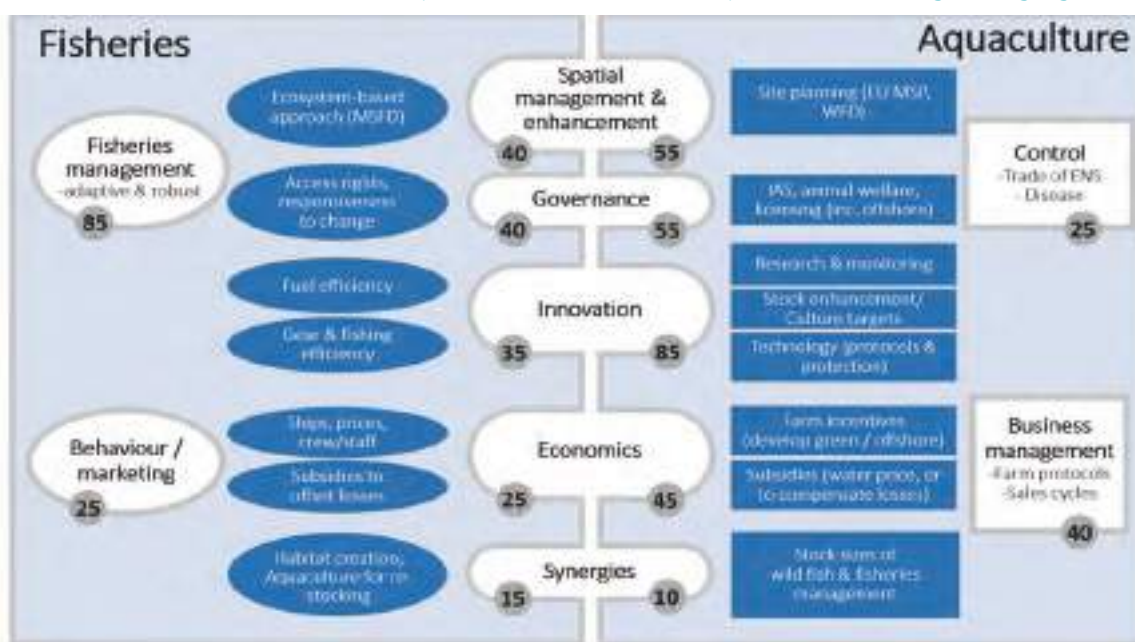 Fisheries
Aquaculture
Fisheries
management
-adaptive & robust
85
Behaviour /
marketing
25
Ecosystem-based
approach (MSFD)
Access rights,
responsiveness
to change
Fuel efficiency
Gear & fishing
efficiency
Ships, prices,
crew/staff
Subsidies to
offset losses
Habitat creation,
Aquaculture for re
stocking
Spatial
management &
enhancement
40
55
Governance
40
55
Innovation
35
85
Economics
25
45
Synergies
15
10
Site planning (EU MSP,
WFD)
IAS, animal welfare,
licensing (inc. offshore)
Research & monitoring
Stock enhancement/
Culture targets
Technology (protocols &
protection)
Farm incentives
(develop green / offshore)
Subsidies (water price, or
to compensate losses)
Stock sizes of
wild fish & fisheries
management
Control
-Trade of ENS
- Disease
25
Business
management
-Farm protocols
-Sales cycles
40